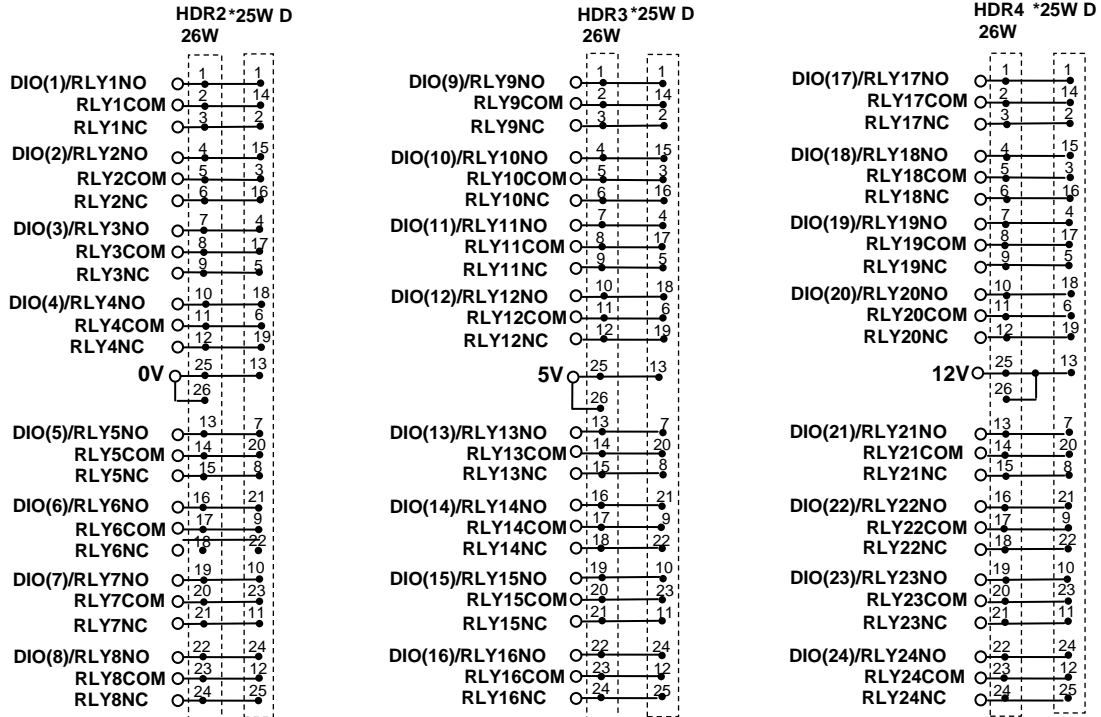 HDR2 *25W D
26W
DIO(1)/RLY1NO 1 1
RLY1COM 2 14
RLY1NC 3 2
DIO(2)/RLY2NO 4 15
RLY2COM 5 3
RLY2NC 6 16
DIO(3)/RLY3NO 7 4
RLY3COM 8 17
RLY3NC 9 5
DIO(4)/RLY4NO 10 18
RLY4COM 11 6
RLY4NC 12 19
0V 25 13
26
DIO(5)/RLY5NO 13 7
RLY5COM 14 20
RLY5NC 15 8
DIO(6)/RLY6NO 16 21
RLY6COM 17 9
RLY6NC 18 22
DIO(7)/RLY7NO 19 10
RLY7COM 20 23
RLY7NC 21 11
DIO(8)/RLY8NO 22 24
RLY8COM 23 12
RLY8NC 24 25
HDR3 *25W D
26W
DIO(9)/RLY9NO 1 1
RLY9COM 2 14
RLY9NC 3 2
DIO(10)/RLY10NO 4 15
RLY10COM 5 3
RLY10NC 6 16
DIO(11)/RLY11NO 7 4
RLY11COM 8 17
RLY11NC 9 5
DIO(12)/RLY12NO 10 18
RLY12COM 11 6
RLY12NC 12 19
5V 25 13
26
DIO(13)/RLY13NO 13 7
RLY13COM 14 20
RLY13NC 15 8
DIO(14)/RLY14NO 16 21
RLY14COM 17 9
RLY14NC 18 22
DIO(15)/RLY15NO 19 10
RLY15COM 20 23
RLY15NC 21 11
DIO(16)/RLY16NO 22 24
RLY16COM 23 12
RLY16NC 24 25
HDR4 *25W D
26W
DIO(17)/RLY17NO 1 1
RLY17COM 2 14
RLY17NC 3 2
DIO(18)/RLY18NO 4 15
RLY18COM 5 3
RLY18NC 6 16
DIO(19)/RLY19NO 7 4
RLY19COM 8 17
RLY19NC 9 5
DIO(20)/RLY20NO 10 18
RLY20COM 11 6
RLY20NC 12 19
12V 25 13
26
DIO(21)/RLY21NO 13 7
RLY21COM 14 20
RLY21NC 15 8
DIO(22)/RLY22NO 16 21
RLY22COM 17 9
RLY22NC 18 22
DIO(23)/RLY23NO 19 10
RLY23COM 20 23
RLY23NC 21 11
DIO(24)/RLY24NO 22 24
RLY24COM 23 12
RLY24NC 24 25